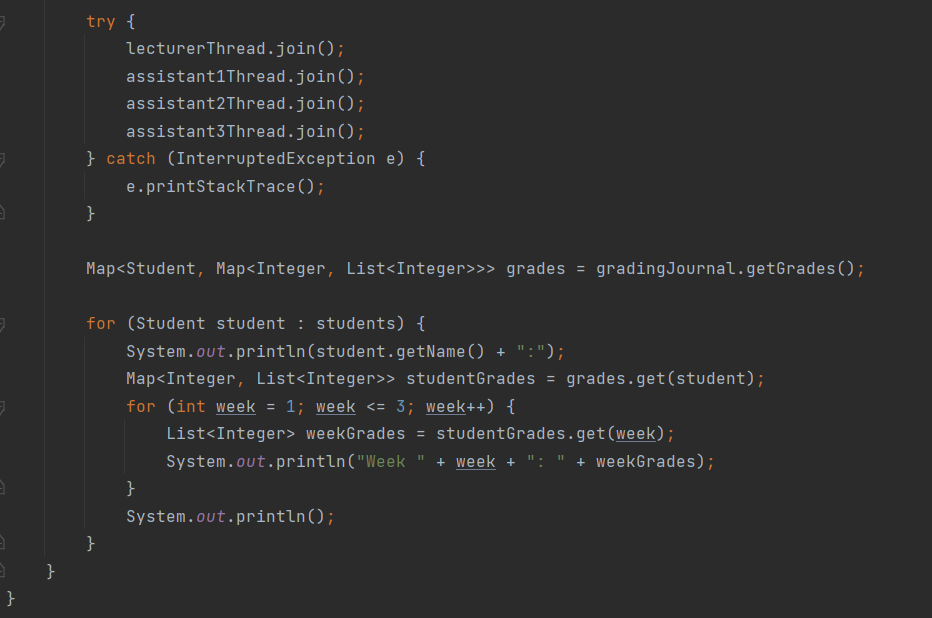 try {
lecturerThread.join();
assistant1Thread.join();
assistant2Thread.join();
assistant3Thread.join();
} catch (InterruptedException e) {
e.printStackTrace();
}
Map<Student, Map<Integer, List<Integer>>> grades = gradingJournal.getGrades();
for (Student student : students) {
System.out.println(student.getName() + ":");
Map<Integer, List<Integer>> studentGrades = grades.get(student);
for (int week = 1; week <= 3; week++) {
List<Integer> weekGrades = studentGrades.get(week);
System.out.println("Week " + week + ": " + weekGrades);
}
System.out.println();
}
}
}